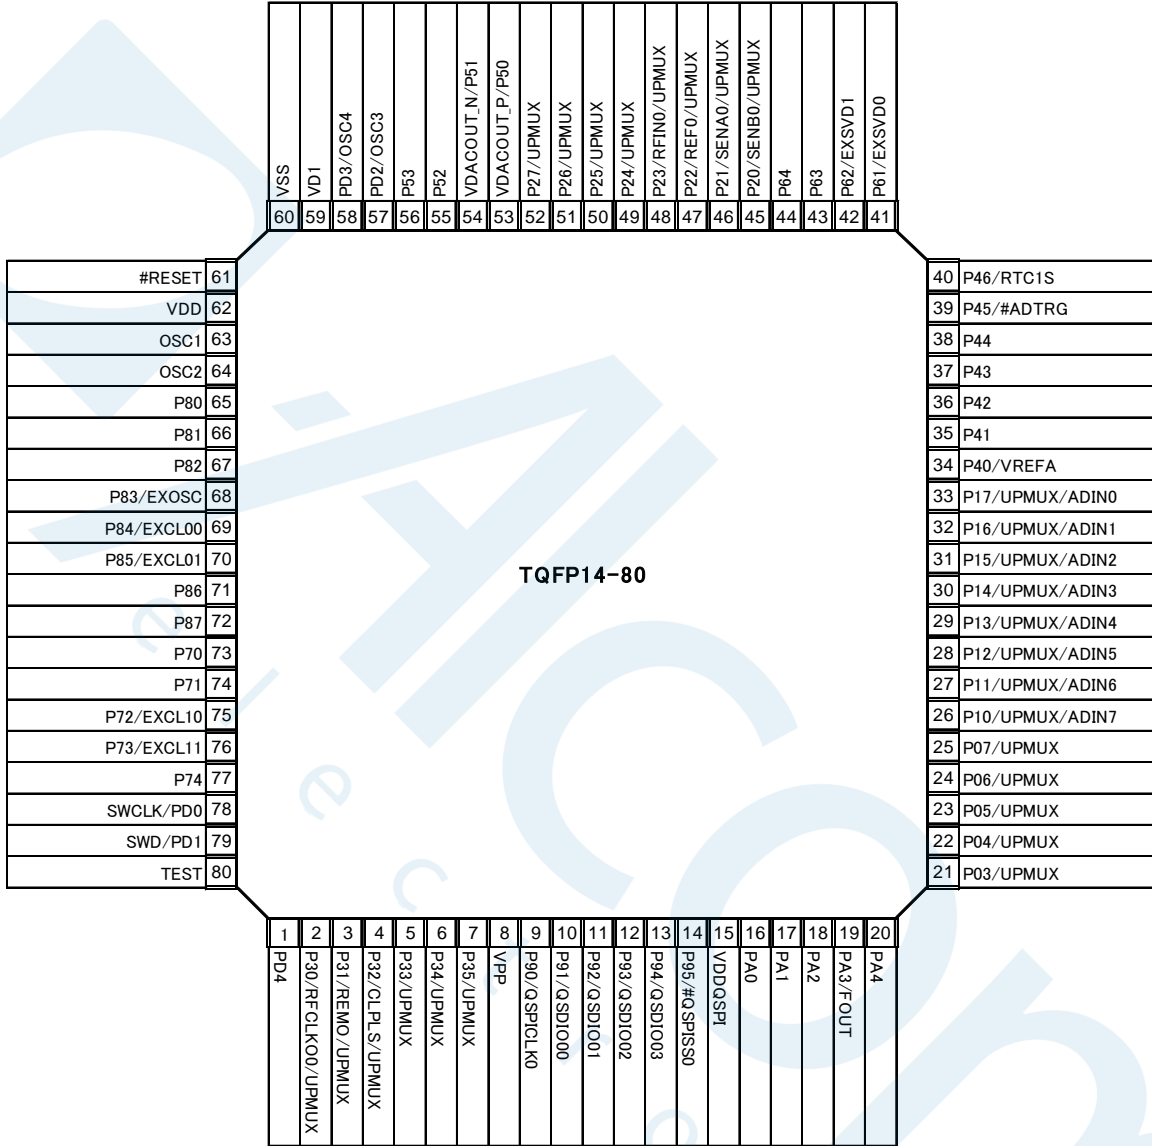 VSS
VD1
PD3/OSC4
PD2/OSC3
P53
P52
VDACOUT_N/P51
VDACOUT_P/P50
P27/UPMUX
P26/UPMUX
P25/UPMUX
P24/UPMUX
P23/RFIN0/UPMUX
P22/REF0/UPMUX
P21/SENA0/UPMUX
P20/SENB0/UPMUX
P64
P63
P62/EXSVD1
P61/EXSVD0
60 59 58 57 56 55 54 53 52 51 50 49 48 47 46 45 44 43 42 41
#RESET 61
VDD 62
OSC1 63
OSC2 64
P80 65
P81 66
P82 67
P83/EXOSC 68
P84/EXCL00 69
P85/EXCL01 70
P86 71
P87 72
P70 73
P71 74
P72/EXCL10 75
P73/EXCL11 76
P74 77
SWCLK/PD0 78
SWD/PD1 79
TEST 80
TQFP14-80
40 P46/RTC1S
39 P45/#ADTRG
38 P44
37 P43
36 P42
35 P41
34 P40/VREFA
33 P17/UPMUX/ADIN0
32 P16/UPMUX/ADIN1
31 P15/UPMUX/ADIN2
30 P14/UPMUX/ADIN3
29 P13/UPMUX/ADIN4
28 P12/UPMUX/ADIN5
27 P11/UPMUX/ADIN6
26 P10/UPMUX/ADIN7
25 P07/UPMUX
24 P06/UPMUX
23 P05/UPMUX
22 P04/UPMUX
21 P03/UPMUX
1 2 3 4 5 6 7 8 9 10 11 12 13 14 15 16 17 18 19 20
PD4
P30/RFCLKO0/UPMUX
P31/REMO/UPMUX
P32/CLPLS/UPMUX
P33/UPMUX
P34/UPMUX
P35/UPMUX
VPP
P90/QSPICLK0
P91/QSDIO00
P92/QSDIO01
P93/QSDIO02
P94/QSDIO03
P95/#QSPISS0
VDDQSPI
PA0
PA1
PA2
PA3/FOUT
PA4